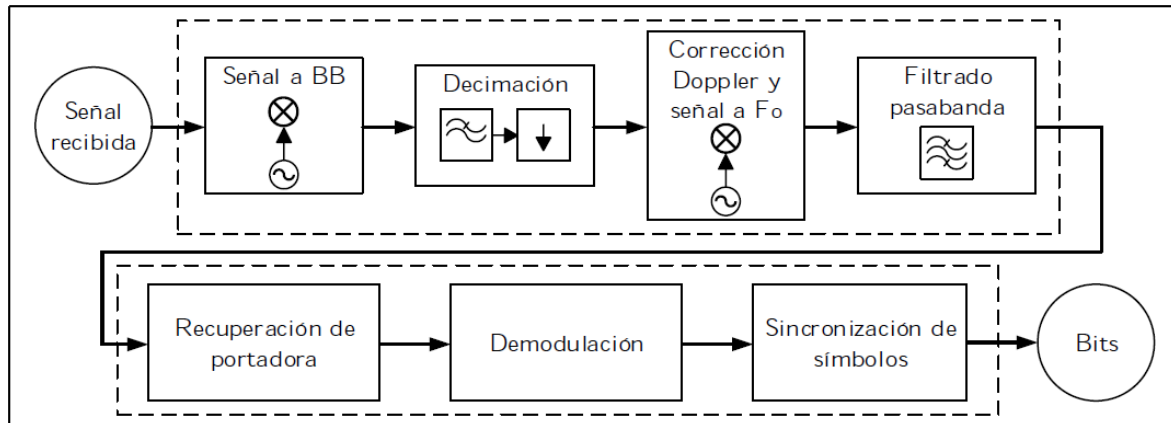 Señal
recibida
Señal a BB
Decimación
Corrección
Doppler y
señal a Fo
Filtrado
pasabanda
Recuperación de
portadora
Demodulación
Sincronización de
símbolos
Bits